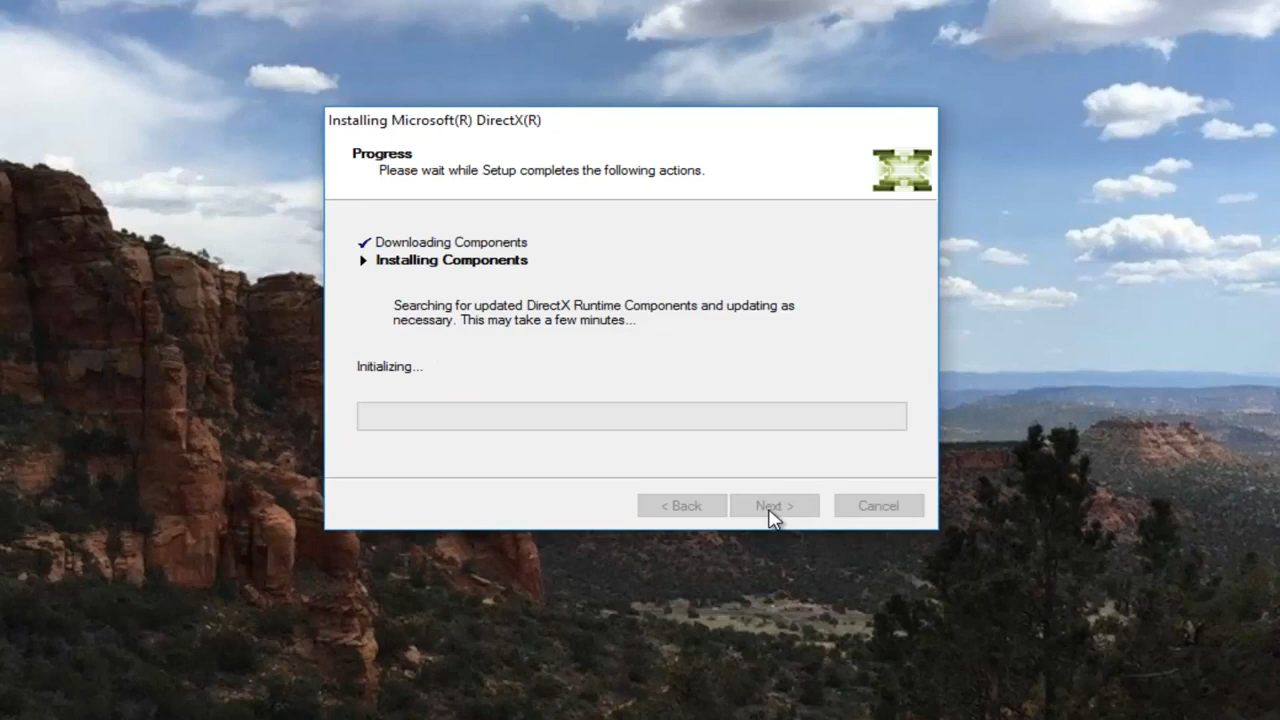 Installing Microsoft(R) DirectX(R)
Progress
Please wait while Setup completes the following actions.
Downloading Components
Installing Components
Searching for updated DirectX Runtime Components and updating as
necessary. This may take a few minutes...
Initializing...
< Back
Next >
Cancel